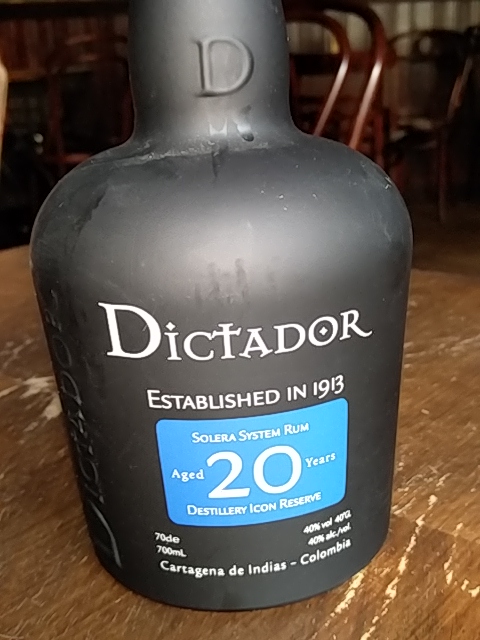 D
DICTADOR
ESTABLISHED IN 1913
SOLERA SYSTEM RUM
Aged 20 Years
DESTILLERY ICON RESERVE
70cle
700mL
40% vol 40°G.
40% alc./vol.
Cartagena de Indias - Colombia
DICTADOR